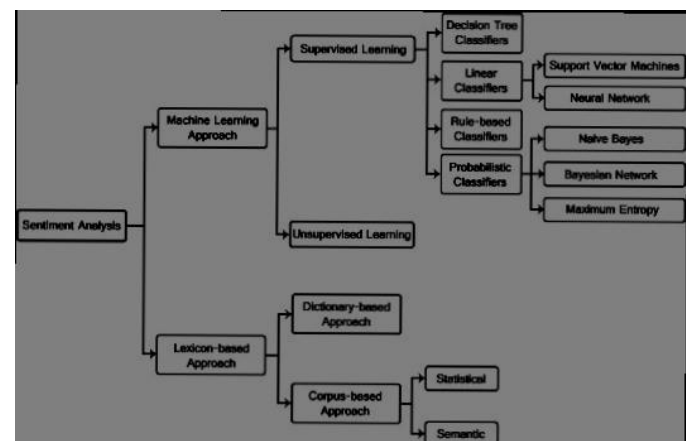 Decision Tree
Classifiers
Supervised Learning
Linear
Classifiers
Support Vector Machines
Neural Network
Machine Learning
Approach
Rule-based
Classifiers
Naive Bayes
Probabilistic
Classifiers
Bayesian Network
Maximum Entropy
Sentiment Analysis
Unsupervised Learning
Dictionary-based
Approach
Lexicon-based
Approach
Statistical
Corpus-based
Approach
Semantic